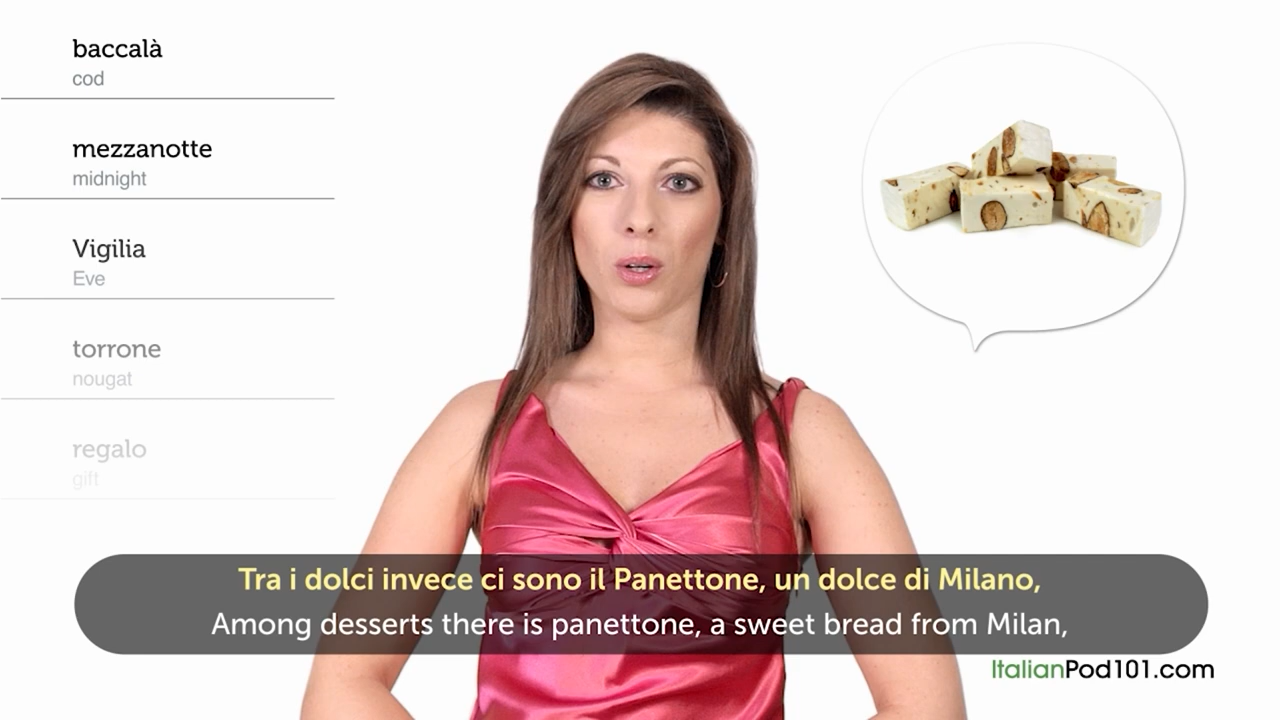 baccalà
cod
mezzanotte
midnight
Vigilia
Eve
torrone
nougat
regalo
gift
Tra i dolci invece ci sono il Panettone, un dolce di Milano,
Among desserts there is panettone, a sweet bread from Milan,
ItalianPod101.com